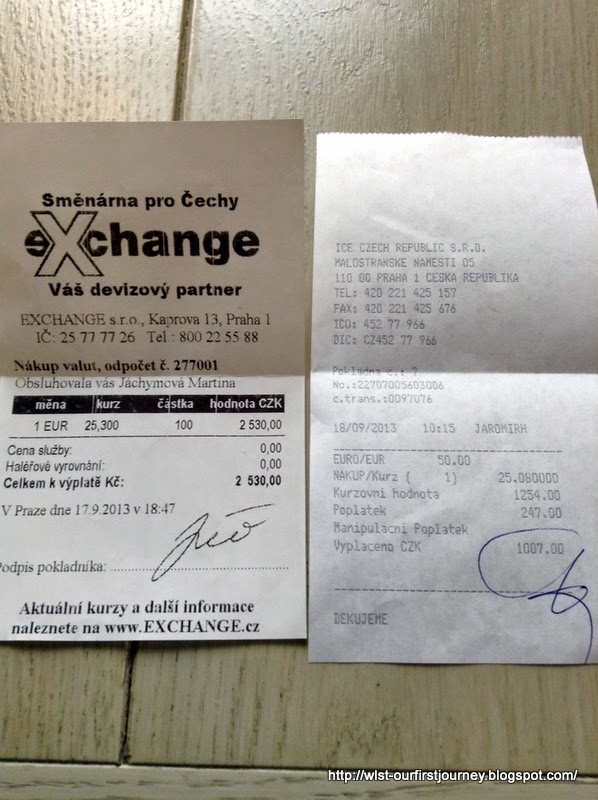 Směnárna pro Čechy
eXchange
Váš devizový partner
EXCHANGE s.r.o., Kaprova 13, Praha 1
IČ: 25 77 77 26 Tel.: 800 22 55 88
Nákup valut, odpočet č. 277001
Obsluhovala vás Jáchymová Martina
měna kurz částka hodnota CZK
1 EUR 25,300 100 2 530,00
Cena služby: 0,00
Haléřové vyrovnání: 0,00
Celkem k výplatě Kč: 2 530,00
V Praze dne 17.9.2013 v 18:47
Podpis pokladníka:
Aktuální kurzy a další informace
naleznete na www.EXCHANGE.cz
ICE CZECH REPUBLIC S.R.O.
MALOSTRANSKE NAMESTI 05
110 00 PRAHA 1 CESKA REPUBLIKA
TEL: 420 221 425 157
FAX: 420 221 425 676
ICO: 452 77 966
DIC: CZ452 77 966
Pokladna c.: 7
No.:22707005603006
c.trans.:0097076
18/09/2013 10:15 JAROMIRH
EURO/EUR 50.00
NAKUP/Kurz ( 1) 25.080000
Kurzovni hodnota 1254.00
Poplatek 247.00
Manipulacni Poplatek
Vyplacena CZK 1007.00
DEKUJEME
http://wlst-ourfirstjourney.blogspot.com/